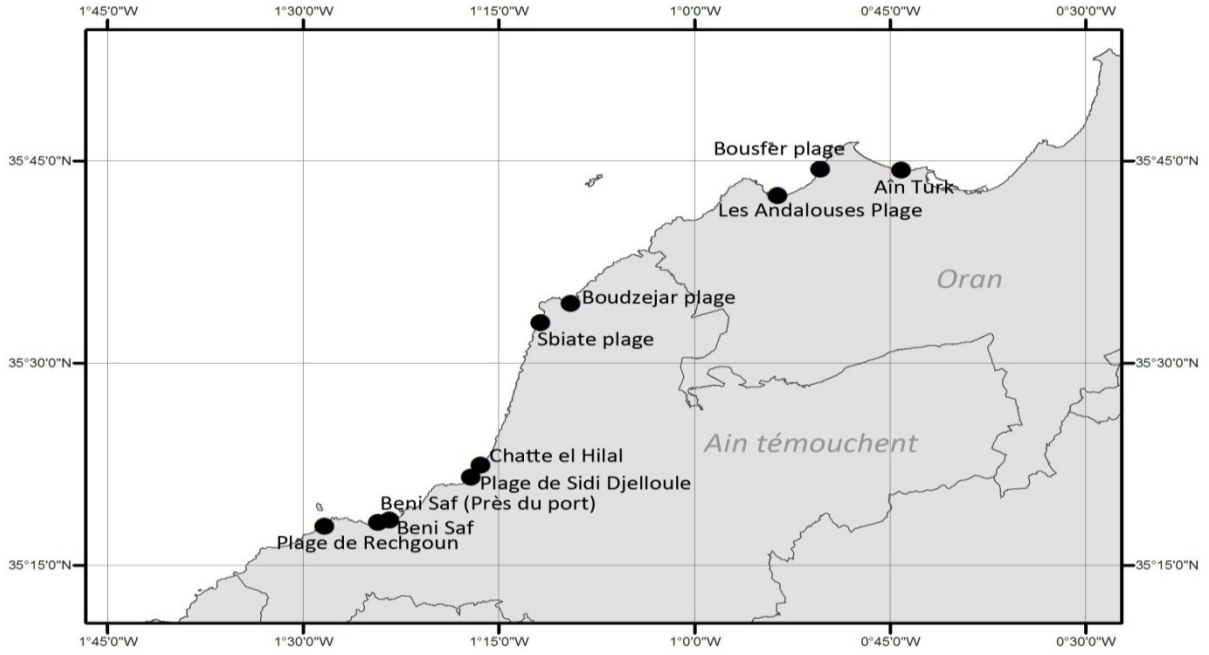 1°45'0"W 1°30'0"W 1°15'0"W 1°0'0"W 0°45'0"W 0°30'0"W
35°45'0"N 35°45'0"N
Bousfer plage
Aîn Turk
Les Andalouses Plage
Oran
Boudzejar plage
Sbiate plage
35°30'0"N 35°30'0"N
Ain témouchent
Chatte el Hilal
Plage de Sidi Djelloule
Beni Saf (Près du port)
Beni Saf
Plage de Rechgoun
35°15'0"N 35°15'0"N
1°45'0"W 1°30'0"W 1°15'0"W 1°0'0"W 0°45'0"W 0°30'0"W